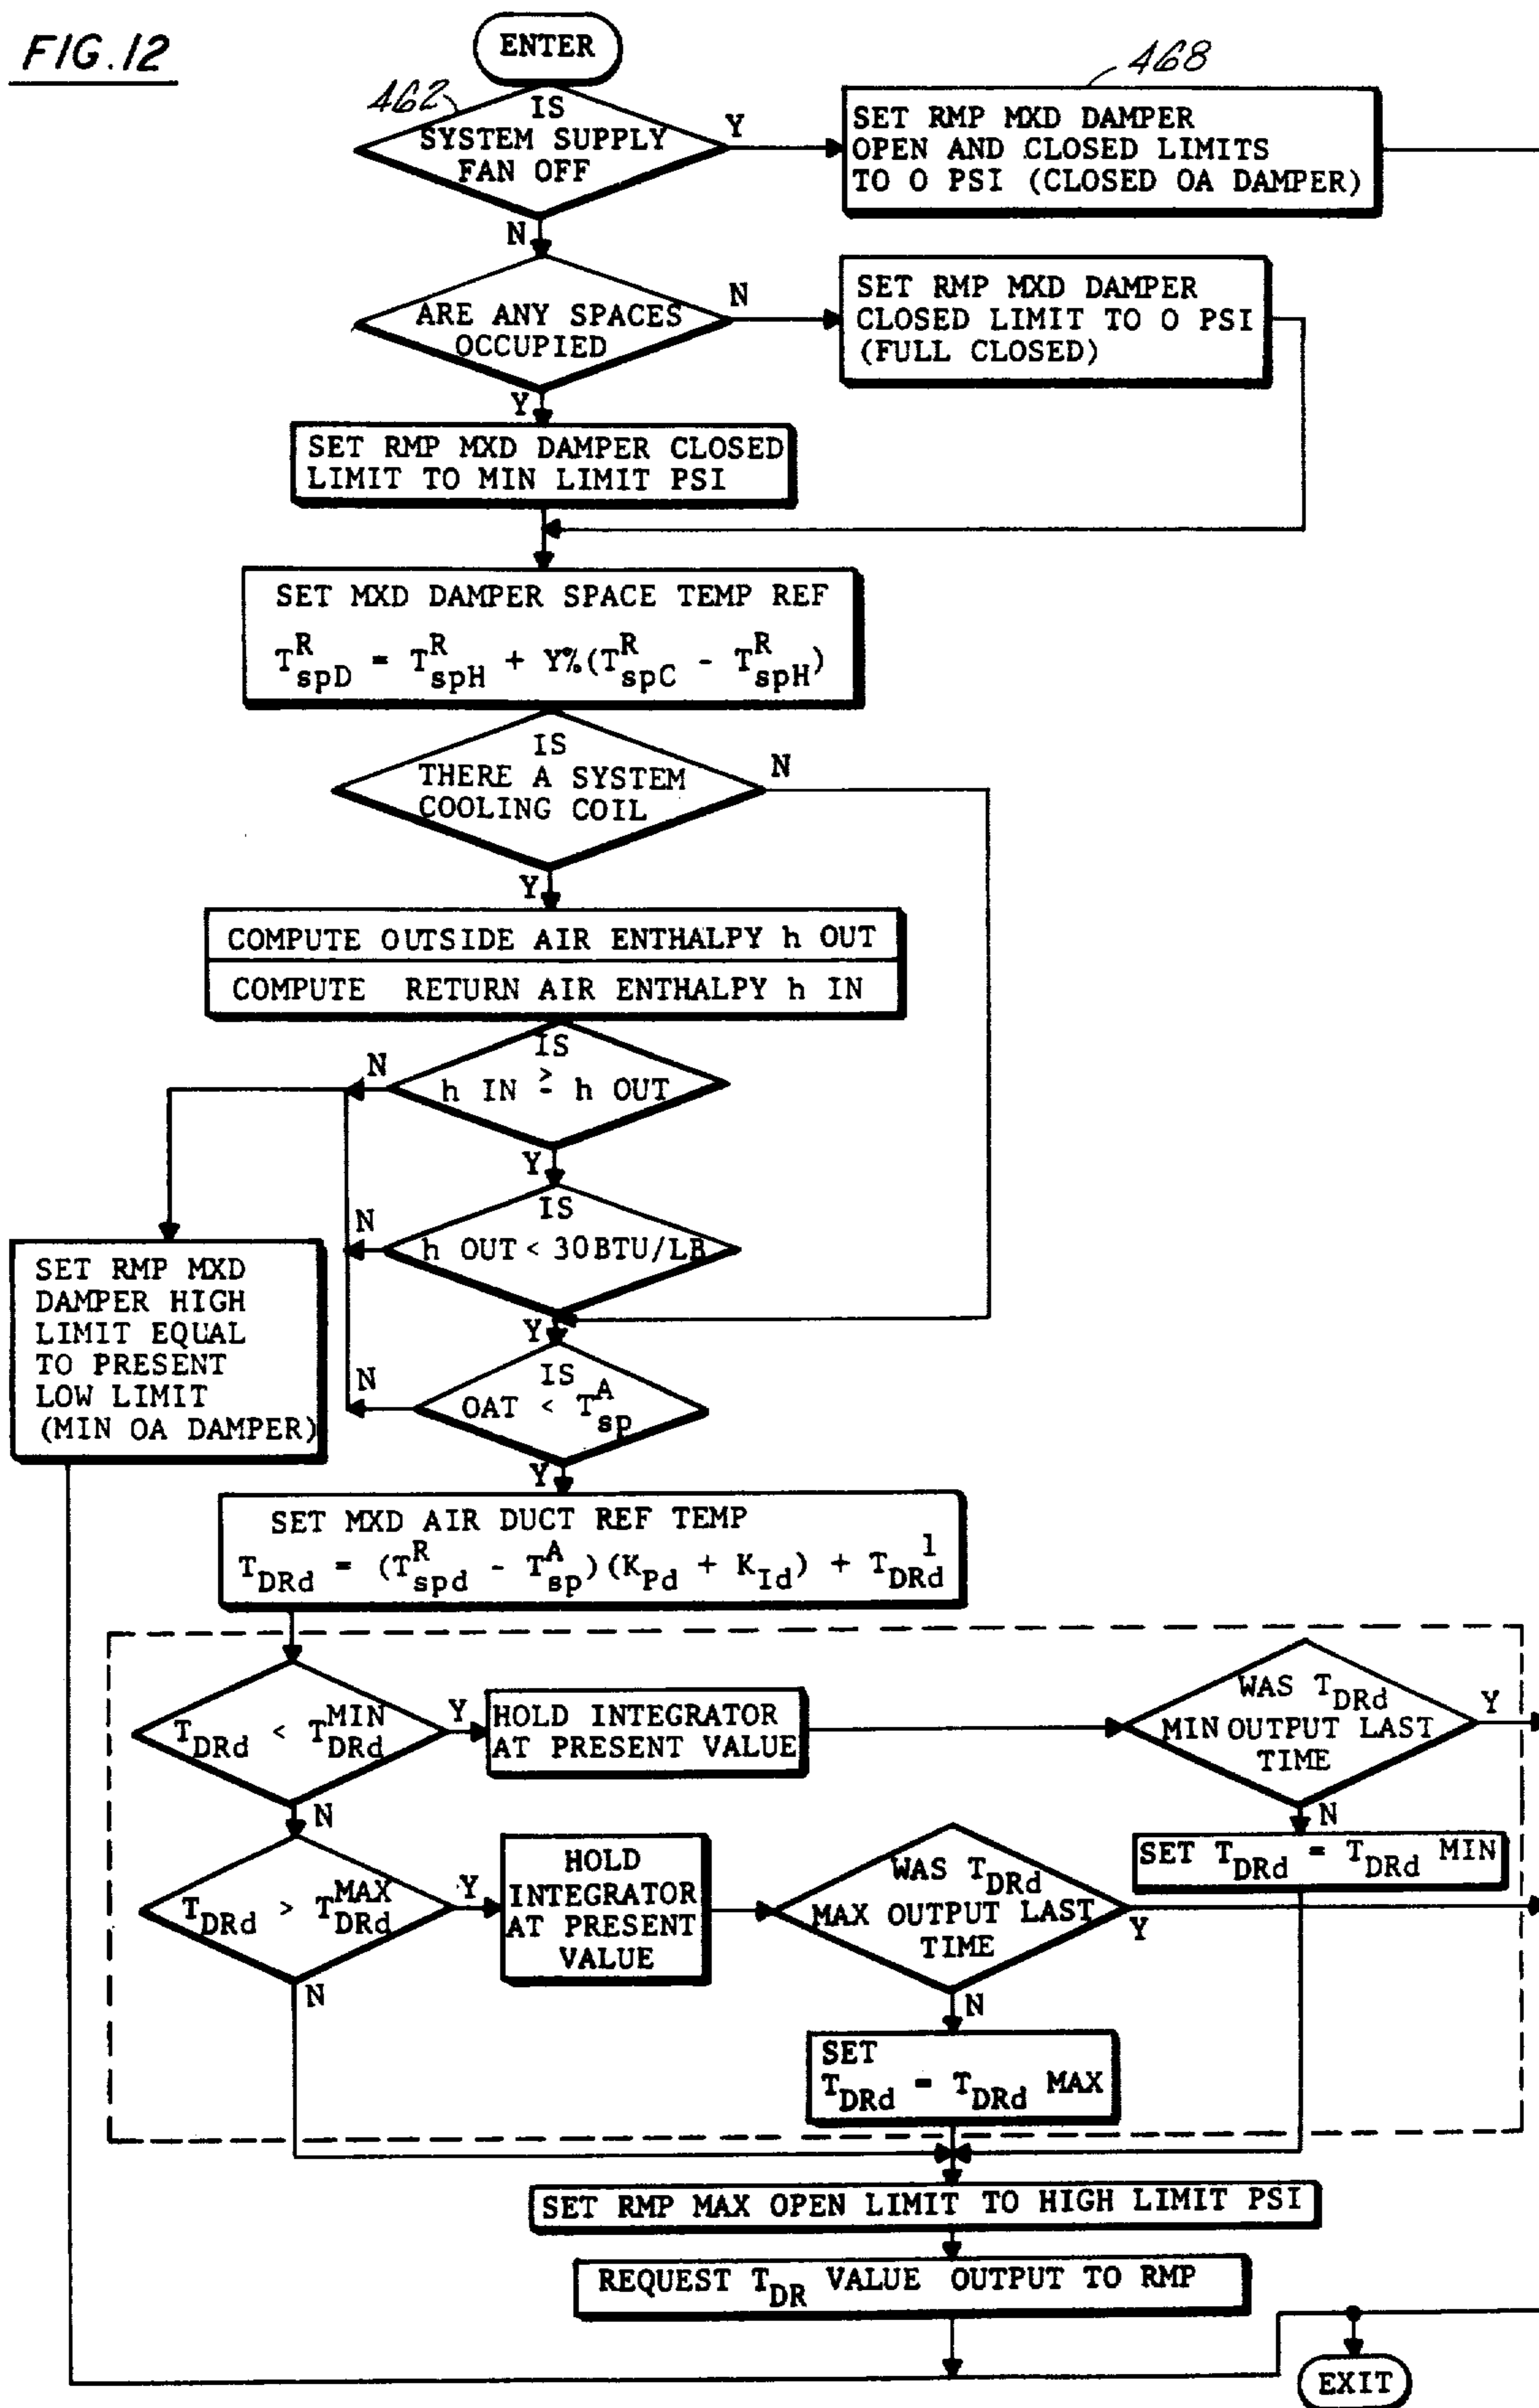 FIG.12
ENTER
462
IS
SYSTEM SUPPLY
FAN OFF
Y
N
468
SET RMP MXD DAMPER
OPEN AND CLOSED LIMITS
TO 0 PSI (CLOSED OA DAMPER)
ARE ANY SPACES
OCCUPIED
N
Y
SET RMP MXD DAMPER
CLOSED LIMIT TO 0 PSI
(FULL CLOSED)
SET RMP MXD DAMPER CLOSED
LIMIT TO MIN LIMIT PSI
SET MXD DAMPER SPACE TEMP REF
T^R_spD = T^R_spH + Y%(T^R_spC - T^R_spH)
IS
THERE A SYSTEM
COOLING COIL
N
Y
COMPUTE OUTSIDE AIR ENTHALPY h OUT
COMPUTE RETURN AIR ENTHALPY h IN
IS
h IN ≥ h OUT
N
Y
IS
h OUT < 30BTU/LB
N
Y
SET RMP MXD
DAMPER HIGH
LIMIT EQUAL
TO PRESENT
LOW LIMIT
(MIN OA DAMPER)
IS
OAT < T^A_sp
N
Y
SET MXD AIR DUCT REF TEMP
T_DRd = (T^R_spd - T^A_sp)(K_Pd + K_Id) + T_DRd^1
T_DRd < T^MIN_DRd
Y
N
HOLD INTEGRATOR
AT PRESENT VALUE
WAS T_DRd
MIN OUTPUT LAST
TIME
Y
N
SET T_DRd = T_DRd MIN
T_DRd > T^MAX_DRd
Y
N
HOLD
INTEGRATOR
AT PRESENT
VALUE
WAS T_DRd
MAX OUTPUT LAST
TIME
Y
N
SET
T_DRd = T_DRd MAX
SET RMP MAX OPEN LIMIT TO HIGH LIMIT PSI
REQUEST T_DR VALUE OUTPUT TO RMP
EXIT